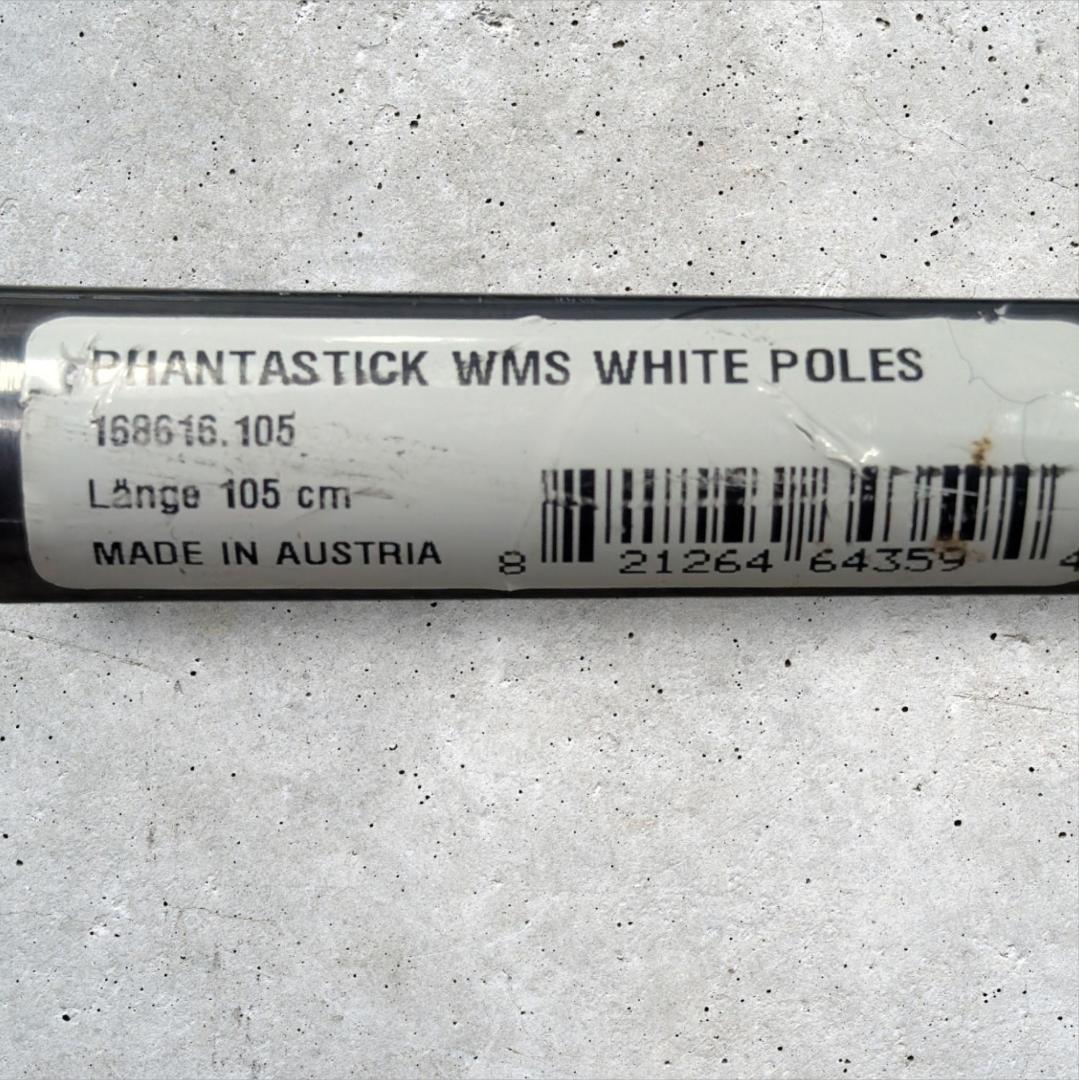 PHANTASTICK WMS WHITE POLES
168616.105
Länge 105 cm
MADE IN AUSTRIA
8 21264 64359 4